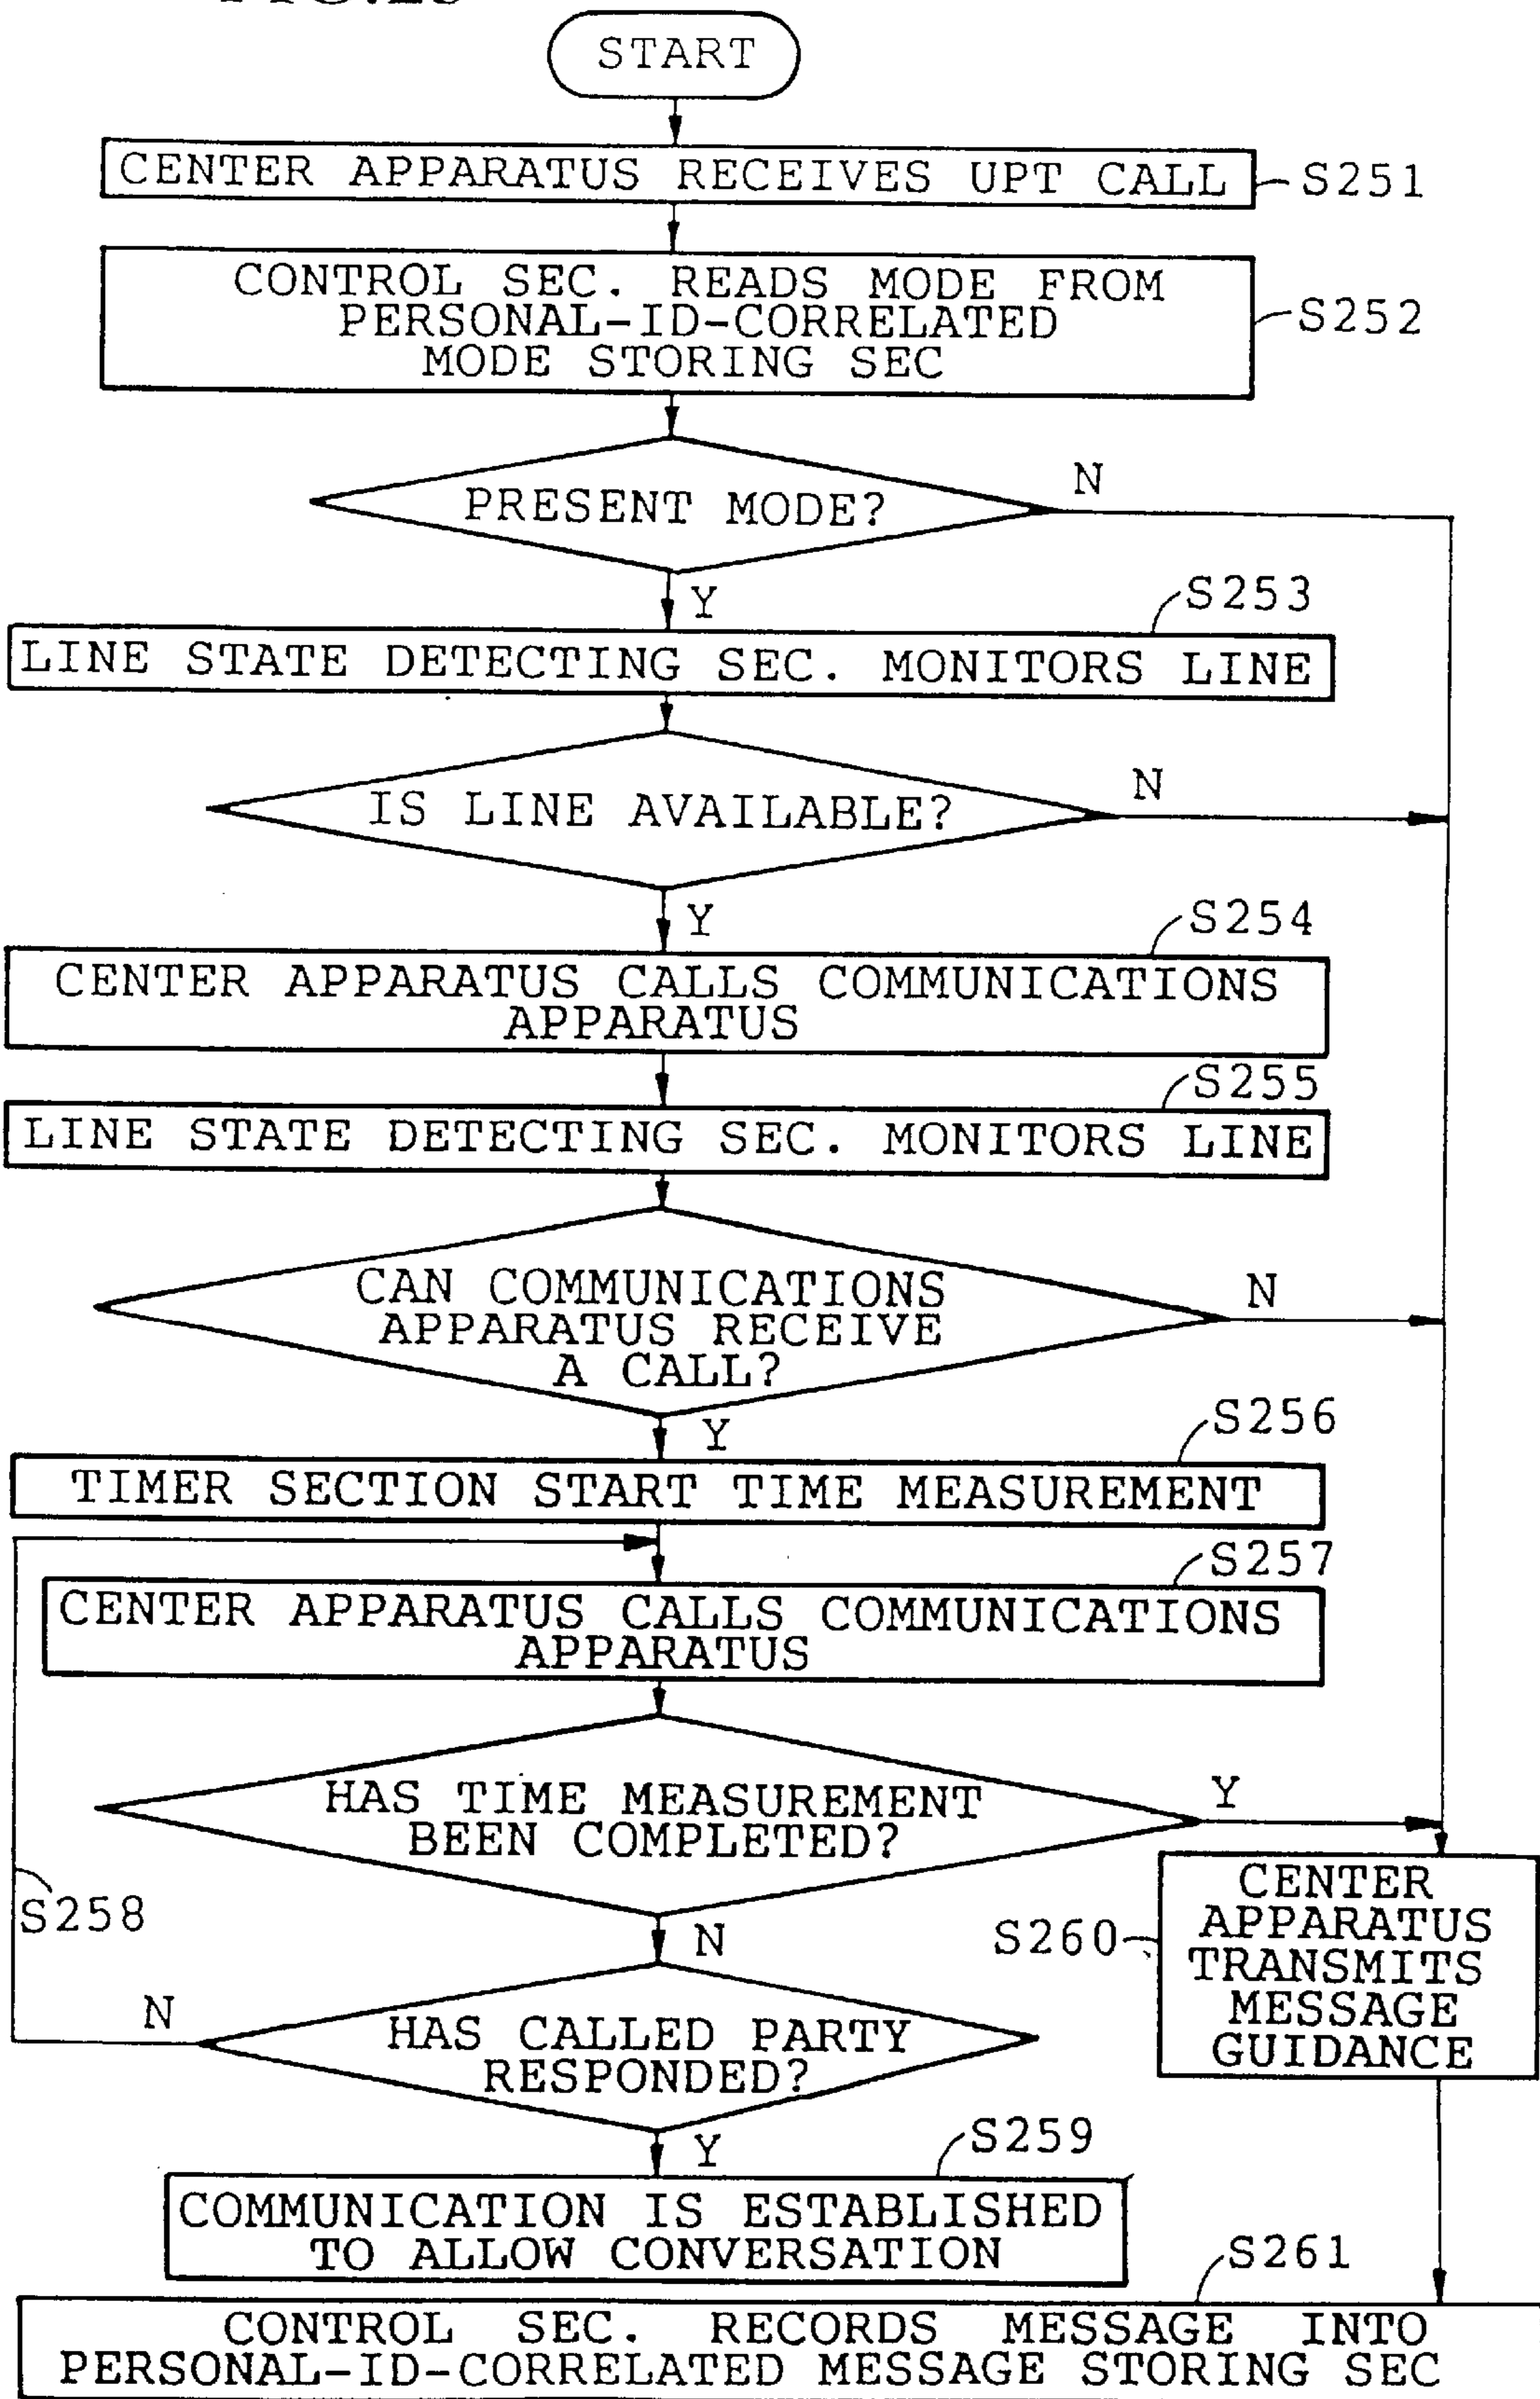 START
CENTER APPARATUS RECEIVES UPT CALL
S251
CONTROL SEC. READS MODE FROM
PERSONAL-ID-CORRELATED
MODE STORING SEC
S252
PRESENT MODE?
N
Y
S253
LINE STATE DETECTING SEC. MONITORS LINE
IS LINE AVAILABLE?
N
Y
S254
CENTER APPARATUS CALLS COMMUNICATIONS
APPARATUS
S255
LINE STATE DETECTING SEC. MONITORS LINE
CAN COMMUNICATIONS
APPARATUS RECEIVE
A CALL?
N
Y
S256
TIMER SECTION START TIME MEASUREMENT
S257
CENTER APPARATUS CALLS COMMUNICATIONS
APPARATUS
HAS TIME MEASUREMENT
BEEN COMPLETED?
Y
N
S258
S260
CENTER
APPARATUS
TRANSMITS
MESSAGE
GUIDANCE
HAS CALLED PARTY
RESPONDED?
N
Y
S259
COMMUNICATION IS ESTABLISHED
TO ALLOW CONVERSATION
S261
CONTROL SEC. RECORDS MESSAGE INTO
PERSONAL-ID-CORRELATED MESSAGE STORING SEC